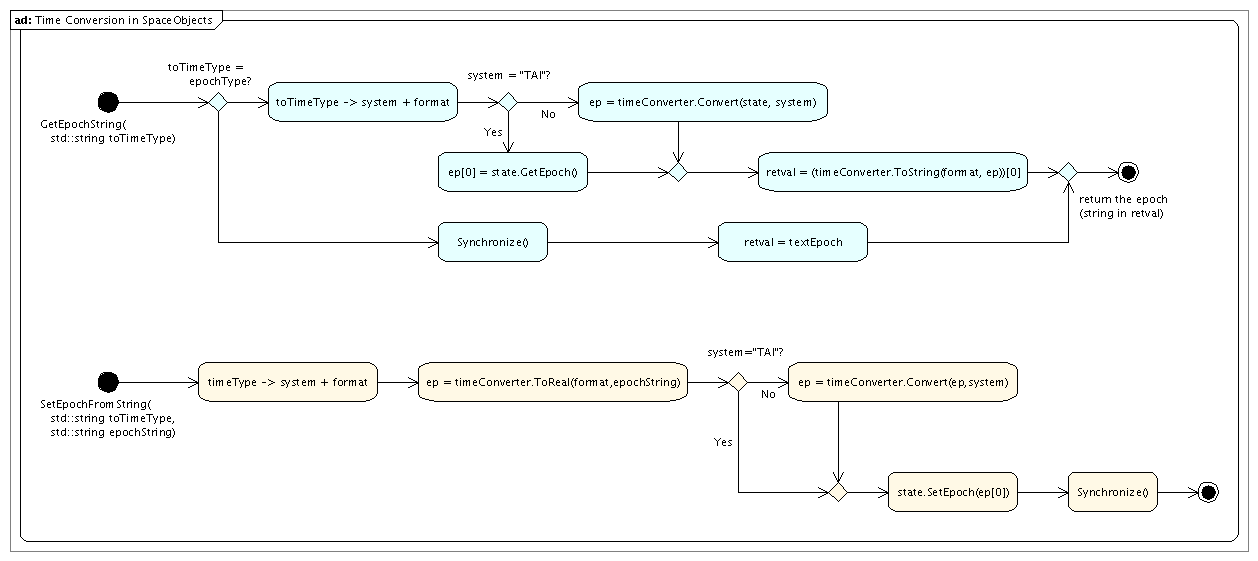 ad: Time Conversion in SpaceObjects
toTimeType =
epochType?
system = "TAI"?
toTimeType -> system + format
ep = timeConverter.Convert(state, system)
No
GetEpochString(
std::string toTimeType)
Yes
ep[0] = state.GetEpoch()
retval = (timeConverter.ToString(format, ep))[0]
return the epoch
(string in retval)
Synchronize()
retval = textEpoch
system="TAI"?
timeType -> system + format
ep = timeConverter.ToReal(format,epochString)
ep = timeConverter.Convert(ep,system)
No
SetEpochFromString(
std::string toTimeType,
std::string epochString)
Yes
state.SetEpoch(ep[0])
Synchronize()